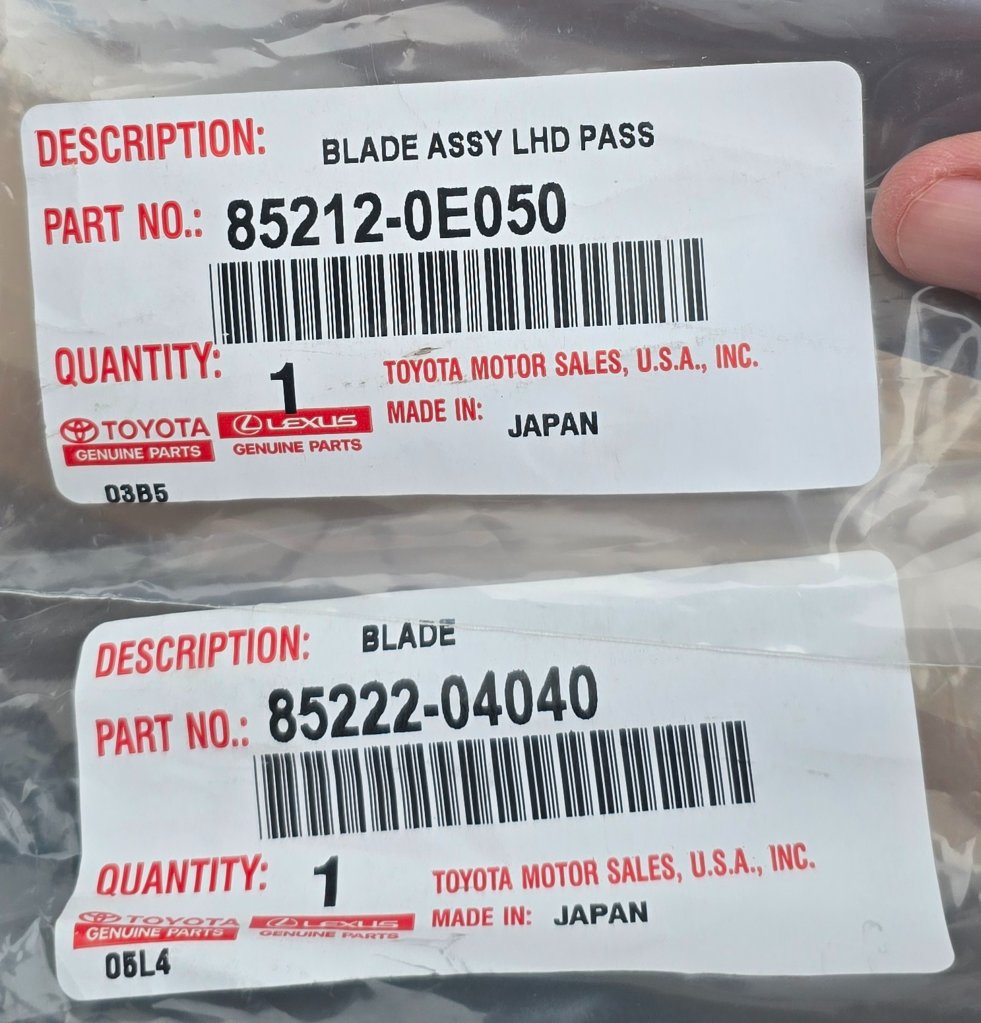 DESCRIPTION: BLADE ASSY LHD PASS
PART NO.: 85212-0E050
QUANTITY: 1
TOYOTA MOTOR SALES, U.S.A., INC.
MADE IN: JAPAN
TOYOTA LEXUS
GENUINE PARTS GENUINE PARTS
03B5
DESCRIPTION: BLADE
PART NO.: 85222-04040
QUANTITY: 1
TOYOTA MOTOR SALES, U.S.A., INC.
MADE IN: JAPAN
TOYOTA LEXUS
GENUINE PARTS GENUINE PARTS
05L4